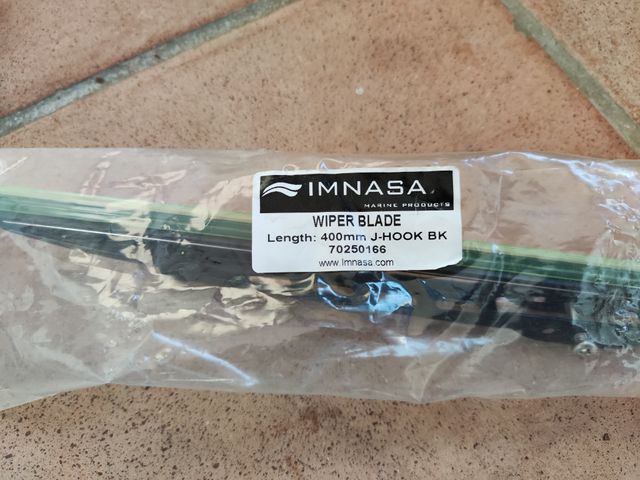 IMNASA
MARINE PRODUCTS
WIPER BLADE
Length: 400mm J-HOOK BK
70250166
www.Imnasa.com